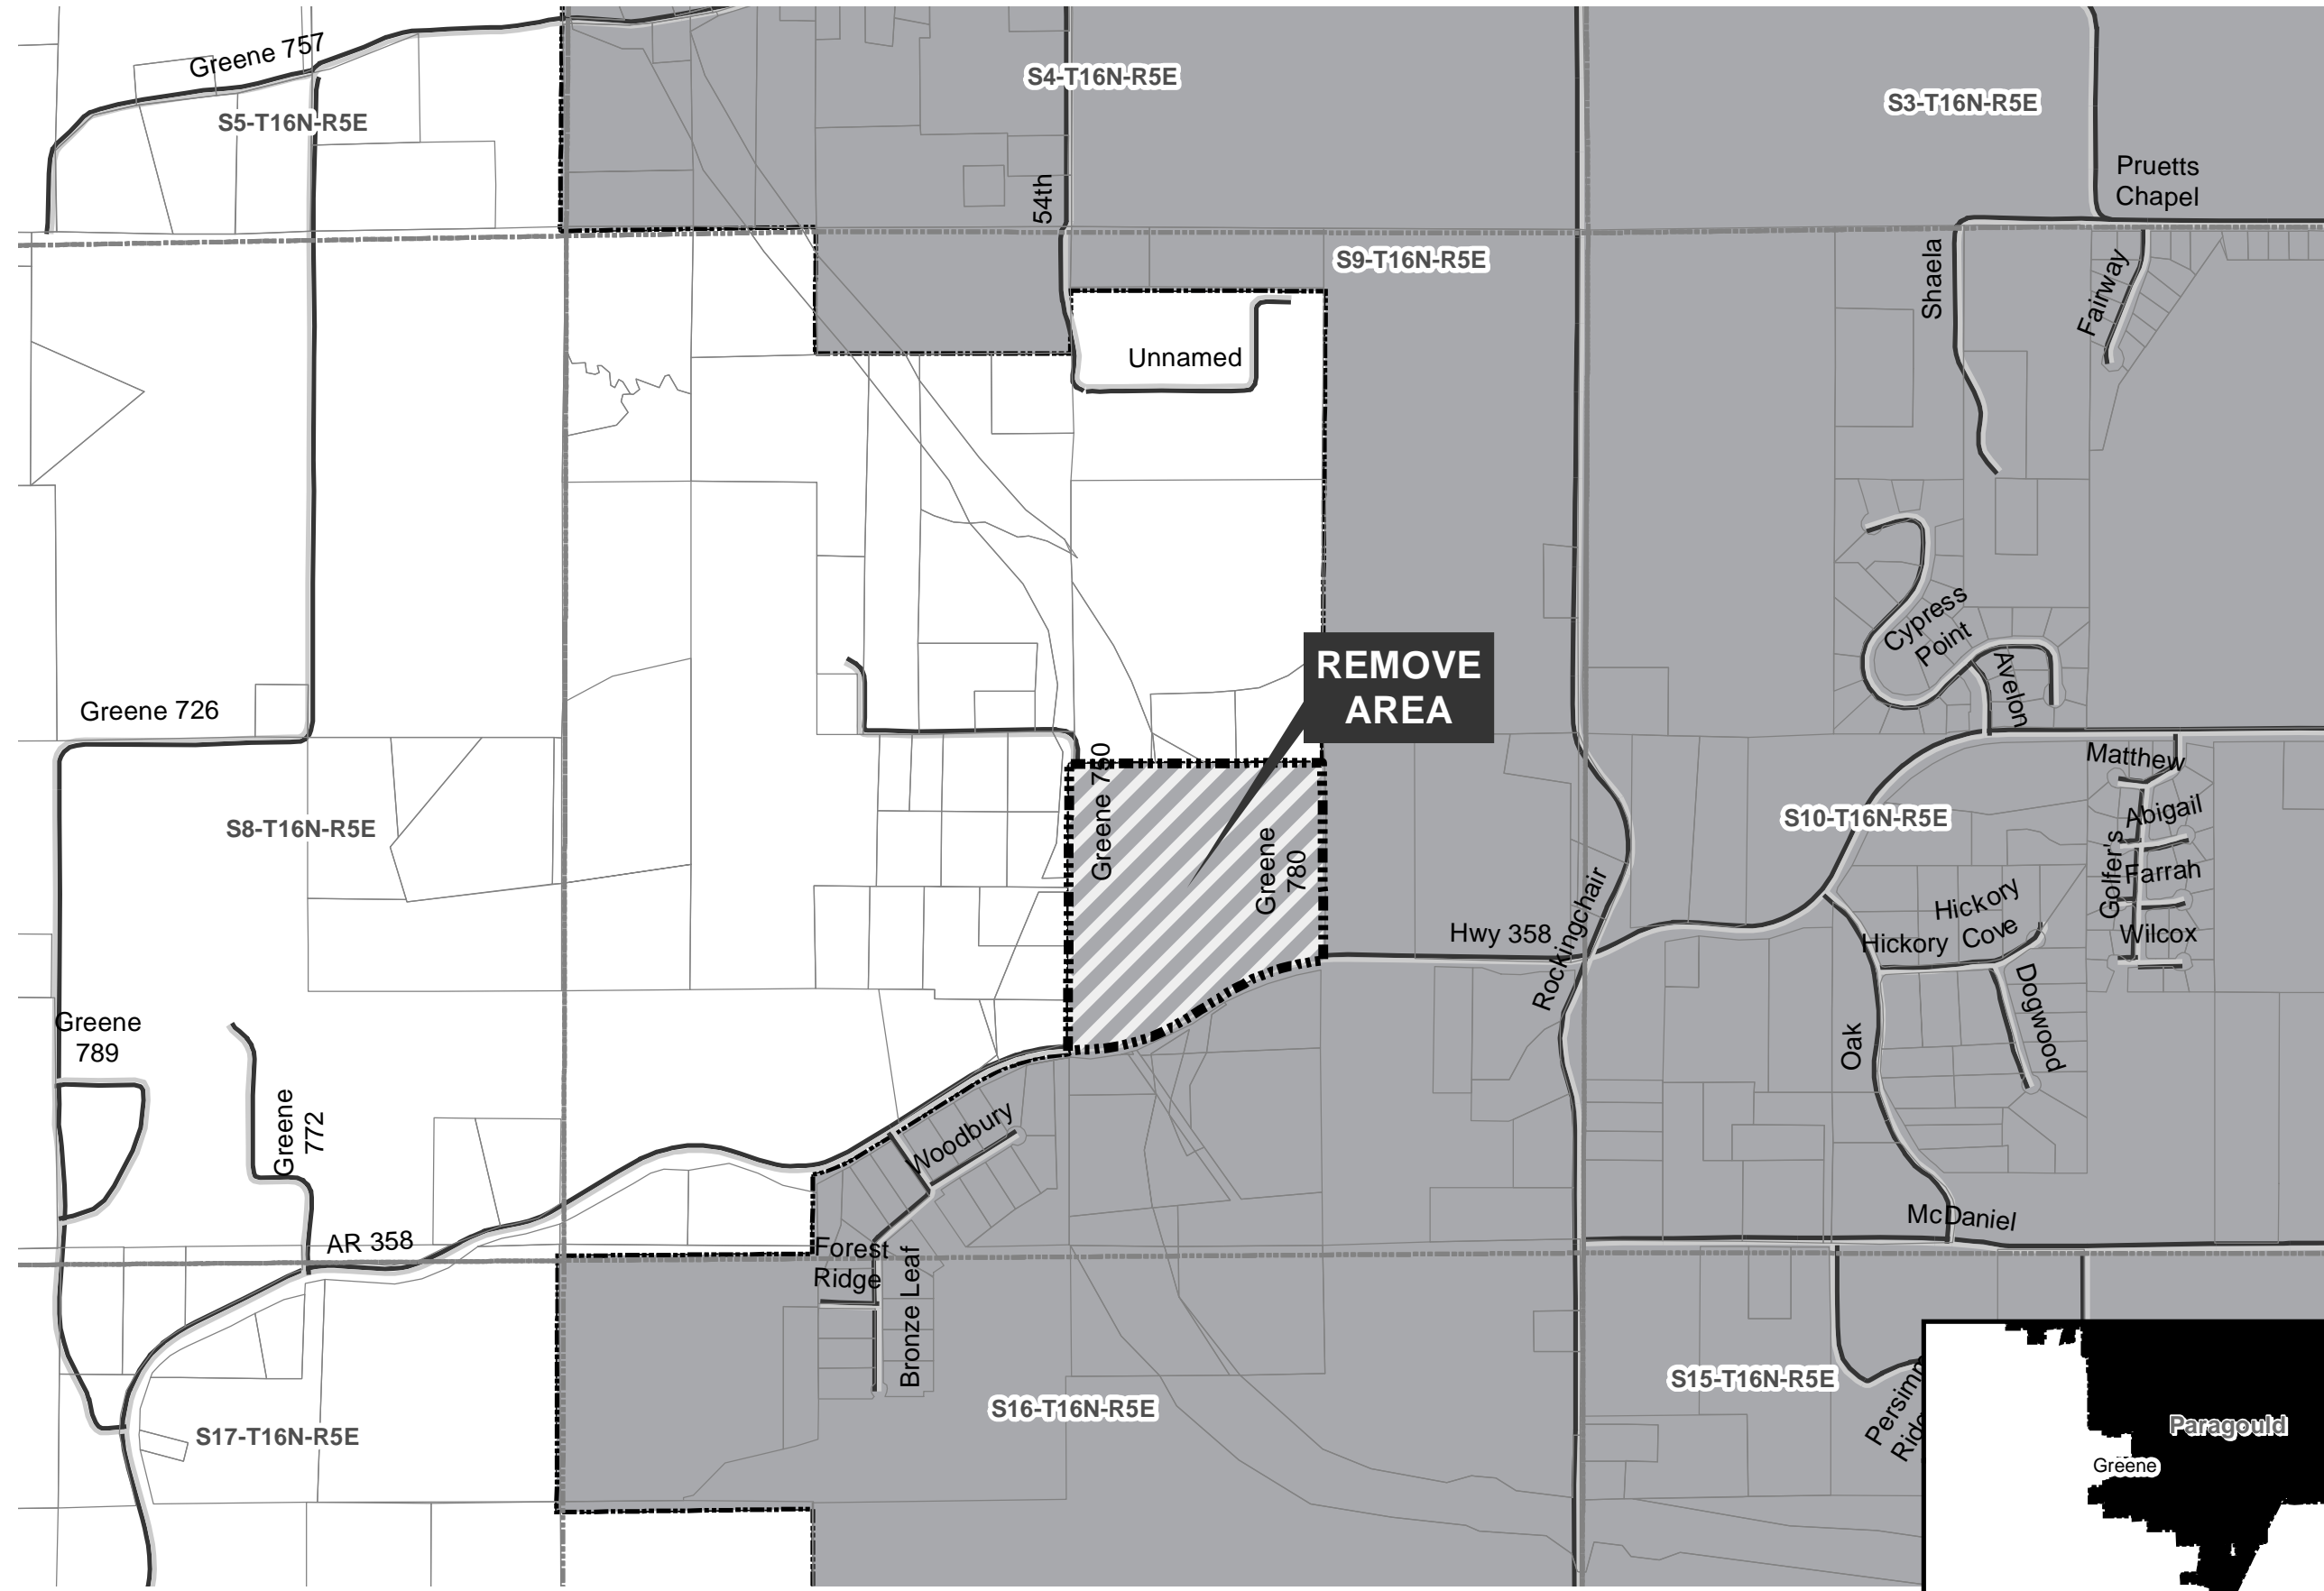 Greene 757
S4-T16N-R5E
S3-T16N-R5E
S5-T16N-R5E
Pruetts
Chapel
54th
S9-T16N-R5E
Shaela
Fairway
Unnamed
Cypress
Point
REMOVE
AREA
Avelon
Greene 726
Greene 750
Matthew
Abigail
S10-T16N-R5E
S8-T16N-R5E
Greene
780
Golfer's
Farrah
Hickory
Cove
Wilcox
Hwy 358
Rockingchair
Hickory
Dogwood
Greene
789
Oak
Greene
772
Woodbury
McDaniel
AR 358
Forest
Ridge
Bronze Leaf
S15-T16N-R5E
S16-T16N-R5E
S17-T16N-R5E
Paragould
Greene